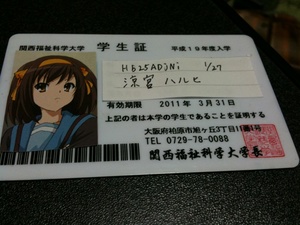 関西福祉科学大学 学生証 平成19年度入学
HB25ADJNi 1/27
涼宮ハルヒ
有効期限 2011年 3月31日
上記の者は本学の学生であることを証明する
大阪府柏原市旭ヶ丘3丁目11番1号
TEL 0729-78-0088
関西福祉科学大学長